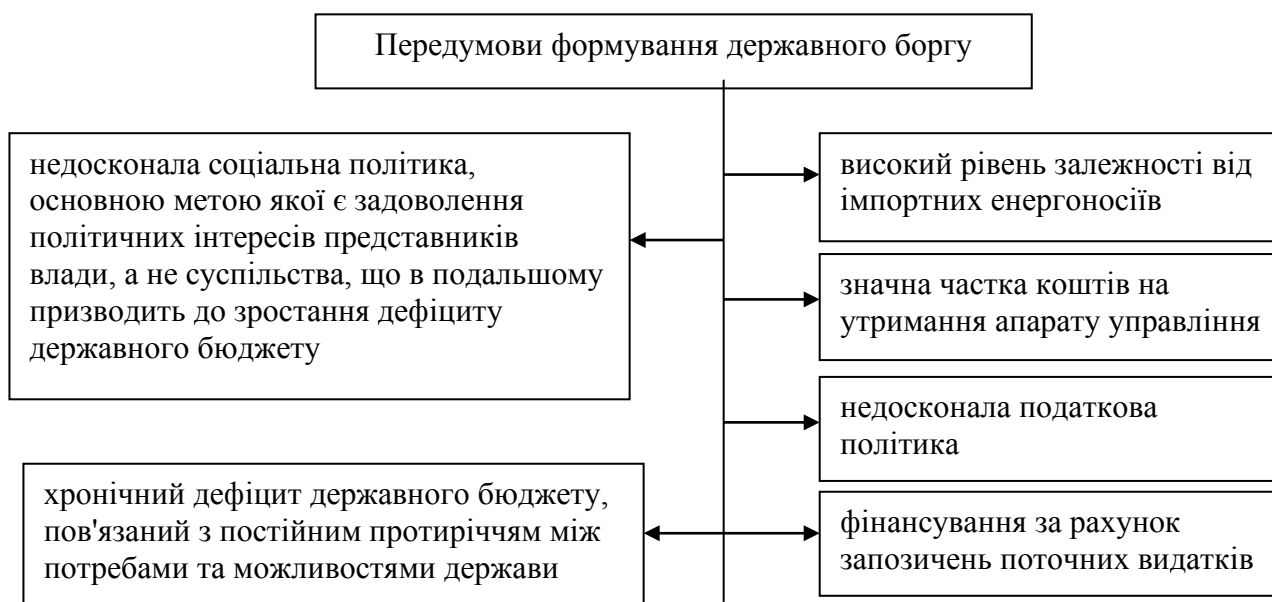 Передумови формування державного боргу
недосконала соціальна політика,
основною метою якої є задоволення
політичних інтересів представників
влади, а не суспільства, що в подальшому
призводить до зростання дефіциту
державного бюджету
хронічний дефіцит державного бюджету,
пов'язаний з постійним протиріччям між
потребами та можливостями держави
високий рівень залежності від
імпортних енергоносіїв
значна частка коштів на
утримання апарату управління
недосконала податкова
політика
фінансування за рахунок
запозичень поточних видатків